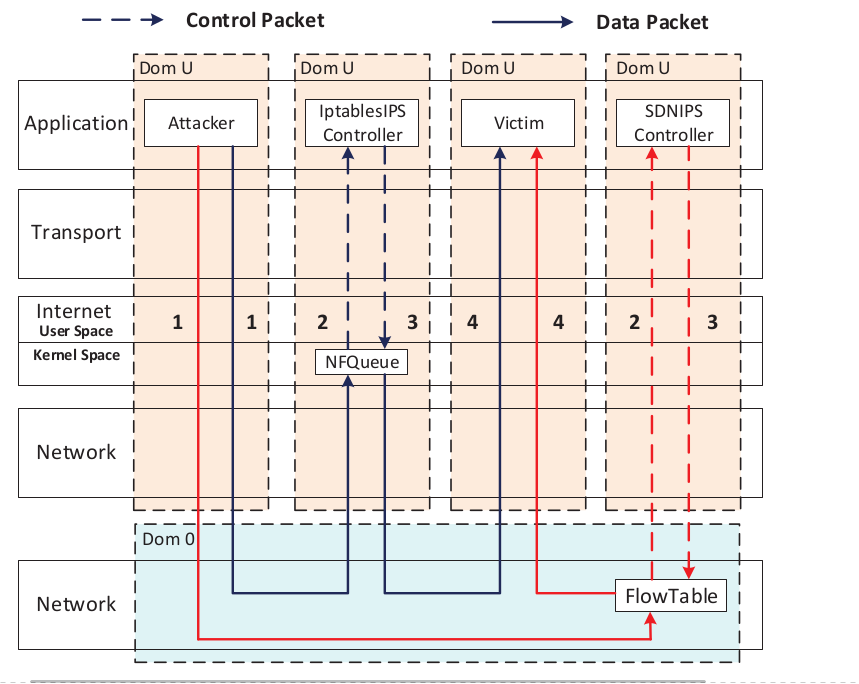 Control Packet
Data Packet
Dom U
Dom U
Dom U
Dom U
Application
Attacker
IptablesIPS
Controller
Victim
SDNIPS
Controller
Transport
Internet
User Space
1
1
2
3
4
4
2
3
Kernel Space
NFQueue
Network
Dom 0
Network
FlowTable